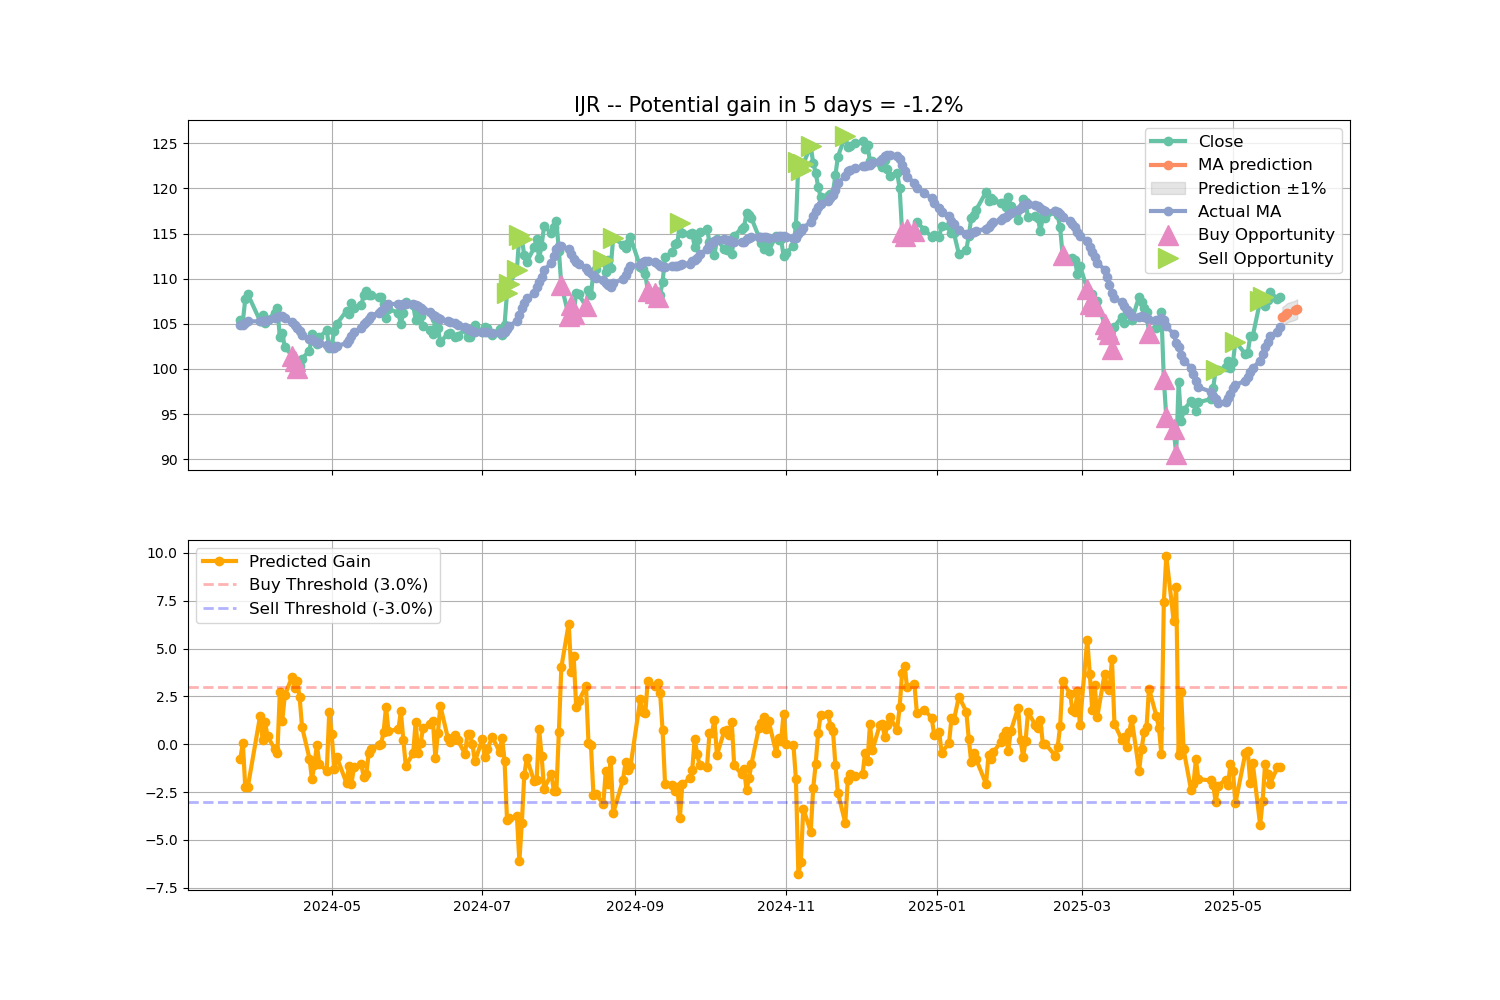 IJR -- Potential gain in 5 days = -1.2%
125
120
115
110
105
100
95
90
Close
MA prediction
Prediction ±1%
Actual MA
Buy Opportunity
Sell Opportunity
10.0
7.5
5.0
2.5
0.0
−2.5
−5.0
−7.5
Predicted Gain
Buy Threshold (3.0%)
Sell Threshold (-3.0%)
2024-05
2024-07
2024-09
2024-11
2025-01
2025-03
2025-05